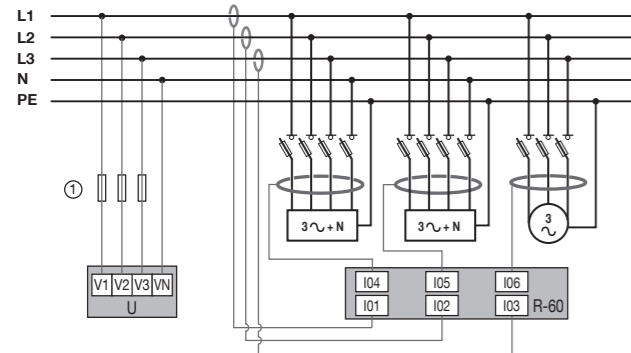 L1
L2
L3
N
PE
①
3∿ + N
3∿ + N
3
∿
V1 V2 V3 VN
U
I04 I05 I06
I01 I02 I03 R-60